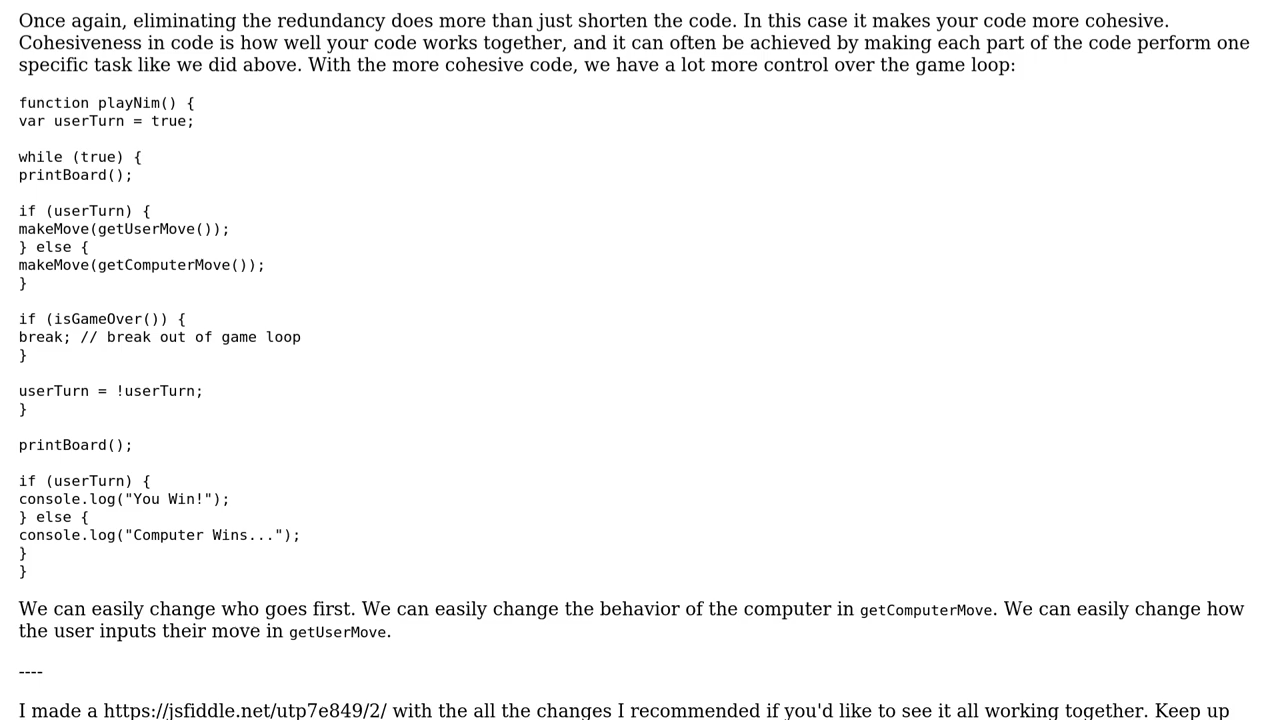 Once again, eliminating the redundancy does more than just shorten the code. In this case it makes your code more cohesive.
Cohesiveness in code is how well your code works together, and it can often be achieved by making each part of the code perform one
specific task like we did above. With the more cohesive code, we have a lot more control over the game loop:
function playNim() {
var userTurn = true;
while (true) {
printBoard();
if (userTurn) {
makeMove(getUserMove());
} else {
makeMove(getComputerMove());
}
if (isGameOver()) {
break; // break out of game loop
}
userTurn = !userTurn;
}
printBoard();
if (userTurn) {
console.log("You Win!");
} else {
console.log("Computer Wins...");
}
}
We can easily change who goes first. We can easily change the behavior of the computer in getComputerMove. We can easily change how
the user inputs their move in getUserMove.
----
I made a https://jsfiddle.net/utp7e849/2/ with the all the changes I recommended if you'd like to see it all working together. Keep up